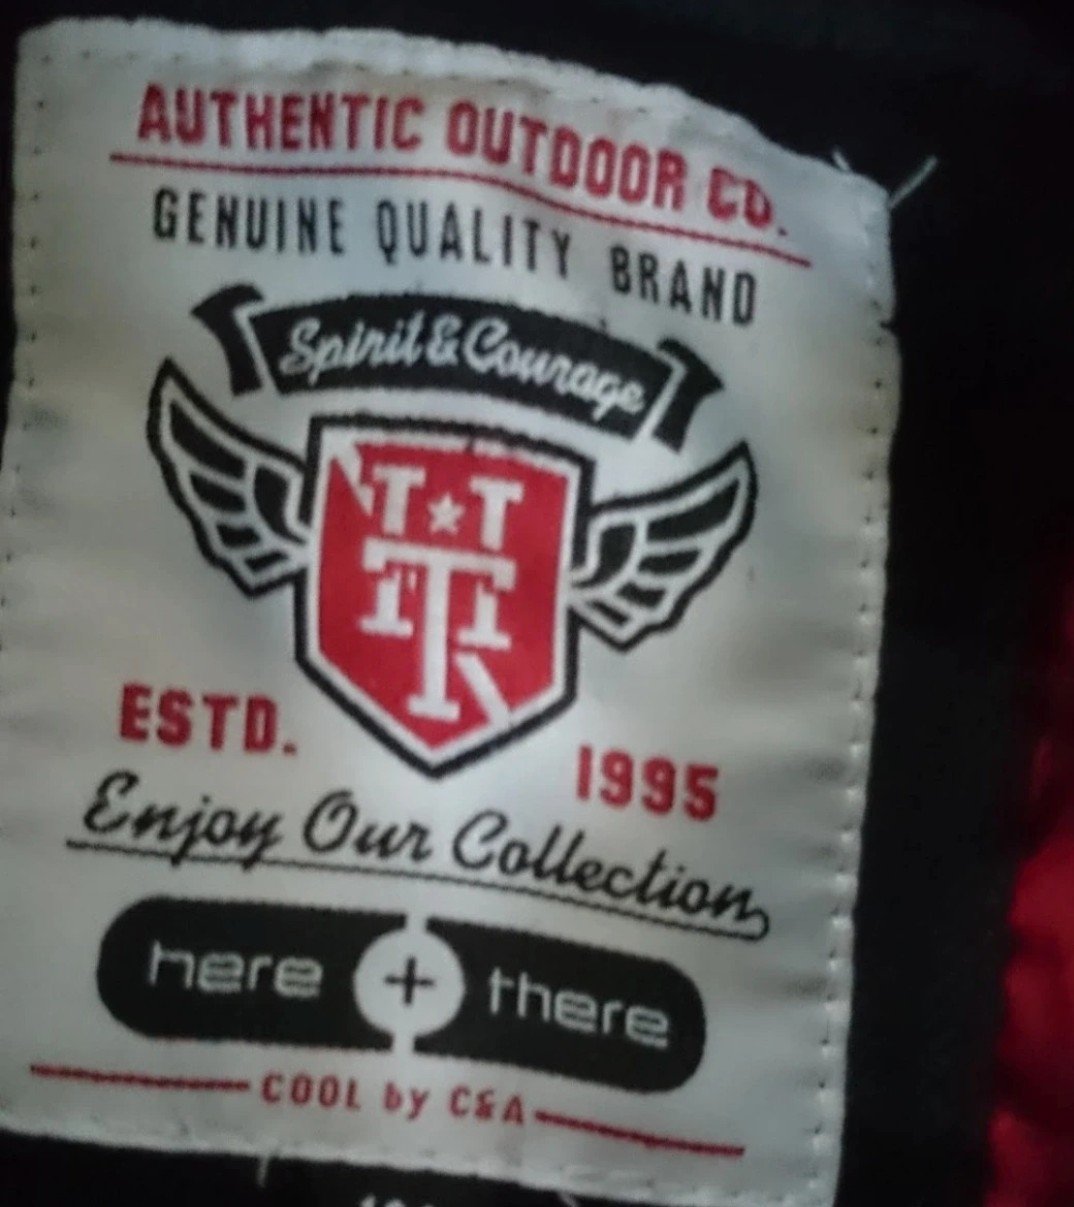 AUTHENTIC OUTDOOR CO.
GENUINE QUALITY BRAND
Spirit & Courage
H T
ESTD. 1995
Enjoy Our Collection
here + there
COOL by C&A